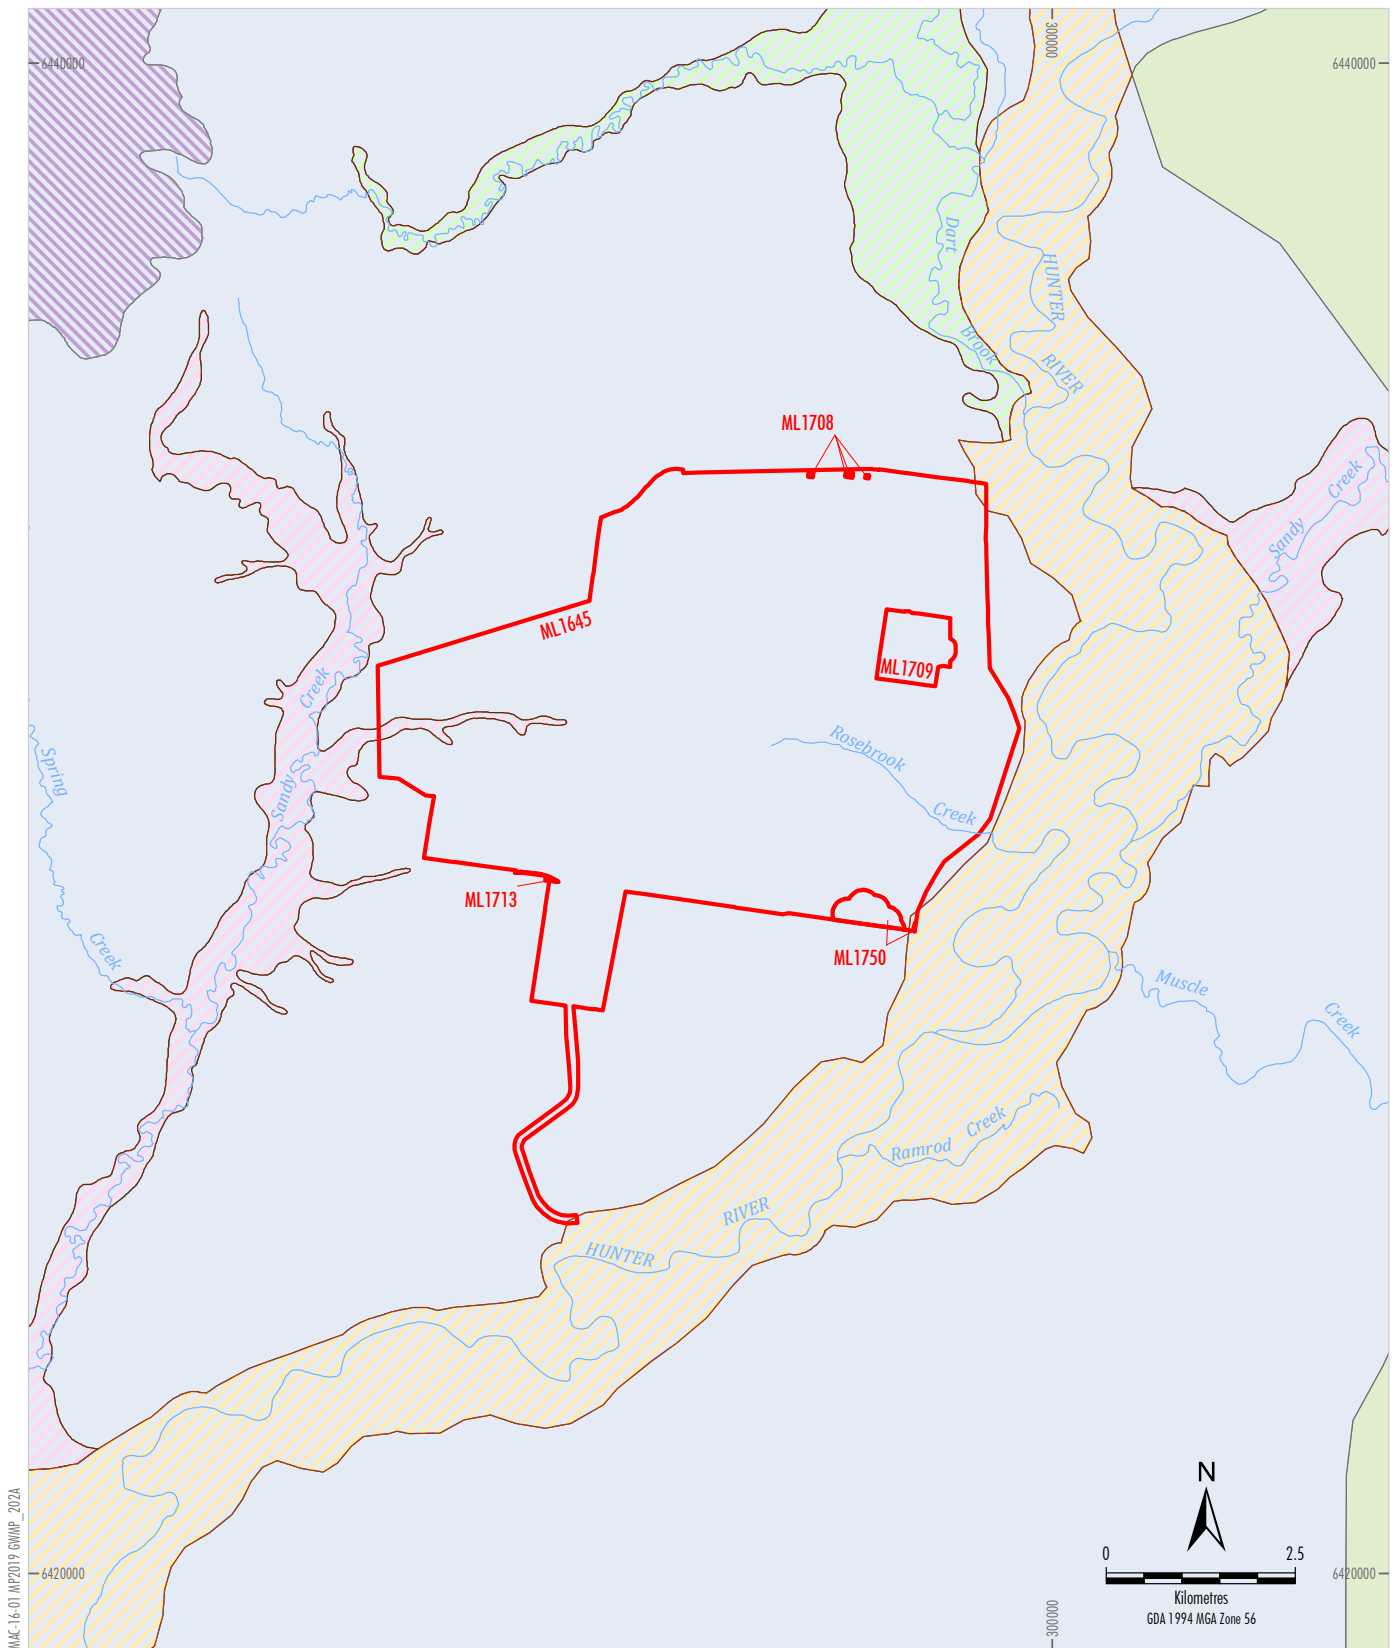 300000
6440000
6440000
Dart
HUNTER
Brook
RIVER
ML1708
Creek
Sandy
ML1645
ML1709
Creek
Rosebrook
Spring
Sandy
Creek
ML1713
Creek
ML1750
Muscle
Creek
Creek
Ramrod
RIVER
HUNTER
N
0 2.5
6420000
6420000
Kilometres
GDA 1994 MGA Zone 56
300000
MAC-16-01 MP2019 GWMP_202A